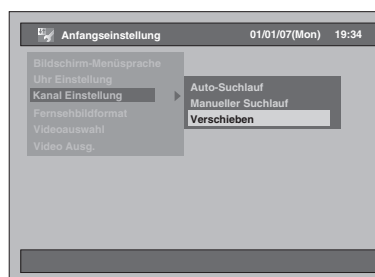 Anfangseinstellung 01/01/07(Mon) 19:34
Bildschirm-Menüsprache
Uhr Einstellung
Kanal Einstellung
Fernsehbildformat
Videoauswahl
Video Ausg.
Auto-Suchlauf
Manueller Suchlauf
Verschieben